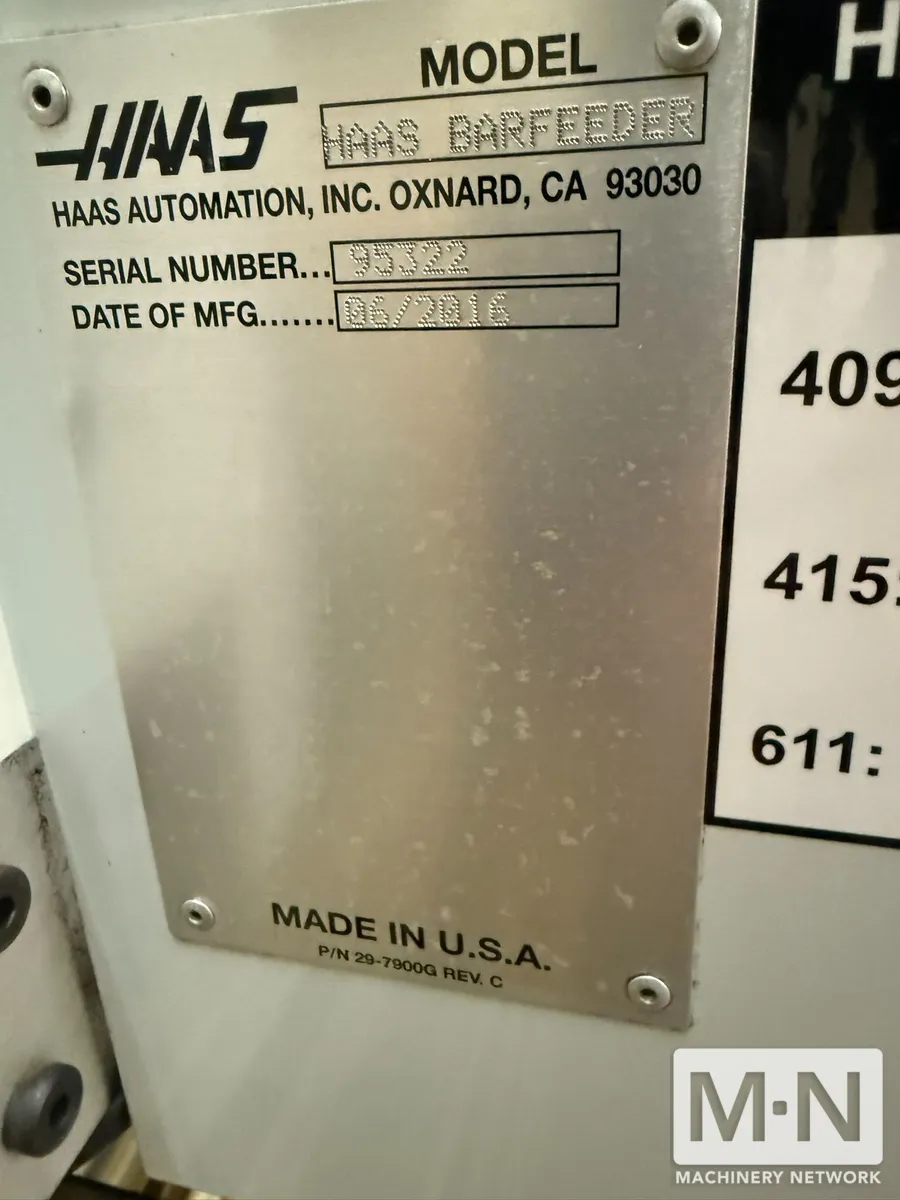 MODEL
HAAS
HAAS BARFEEDER
HAAS AUTOMATION, INC. OXNARD, CA 93030
SERIAL NUMBER... 95322
DATE OF MFG....... 06/2016
H
409
415:
611:
MADE IN U.S.A.
P/N 29-7900G REV. C
M·N
MACHINERY NETWORK